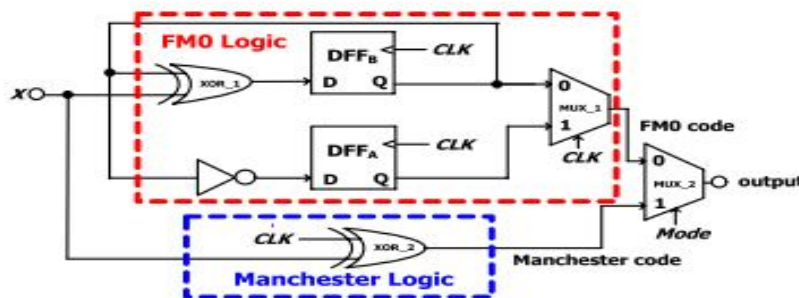 FM0 Logic
DFFB
CLK
D Q
XOR_1
X
0
MUX_1
1
CLK
FM0 code
DFFA
CLK
D Q
0
MUX_2
1
output
Mode
CLK
XOR_2
Manchester code
Manchester Logic